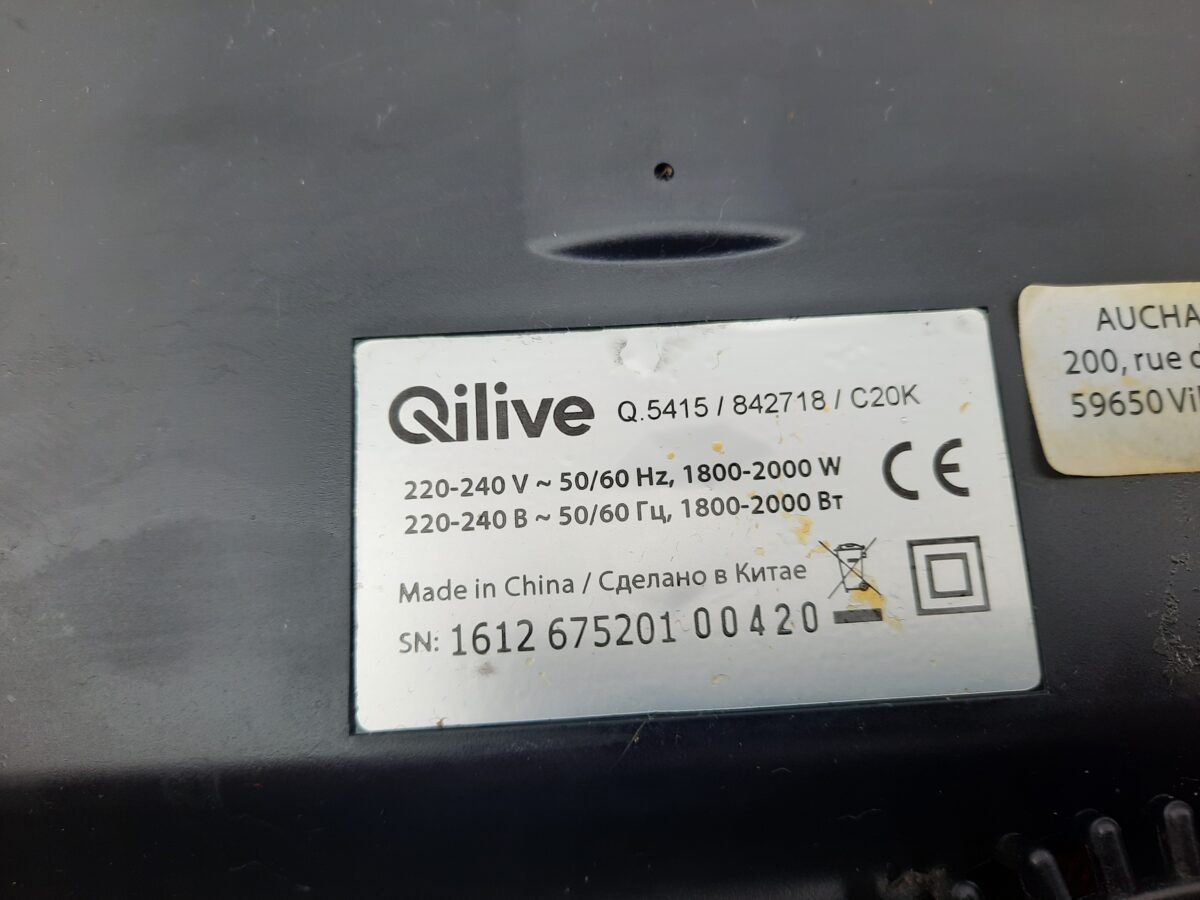 Qilive Q.5415 / 842718 / C20K
220-240 V ~ 50/60 Hz, 1800-2000 W
220-240 В ~ 50/60 Гц, 1800-2000 Вт
CE
Made in China / Сделано в Китае
SN: 1612 675201 00420
AUCHA
200, rue d
59650 Vil